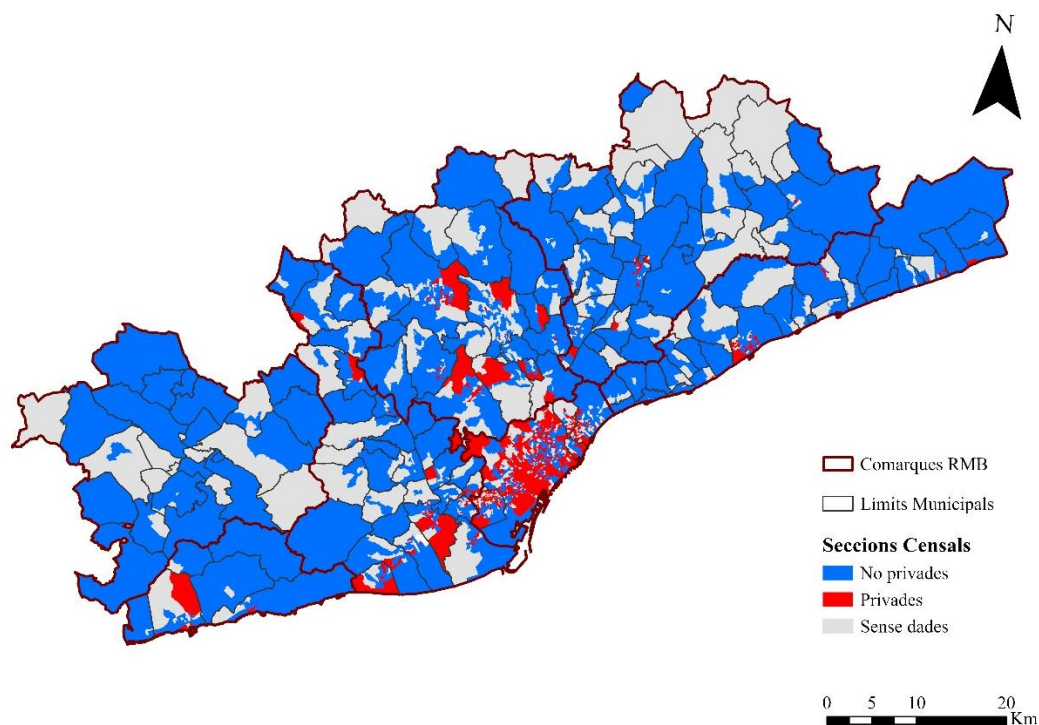 N
Comarques RMB
Límits Municipals
Seccions Censals
No privades
Privades
Sense dades
0 5 10 20
Km